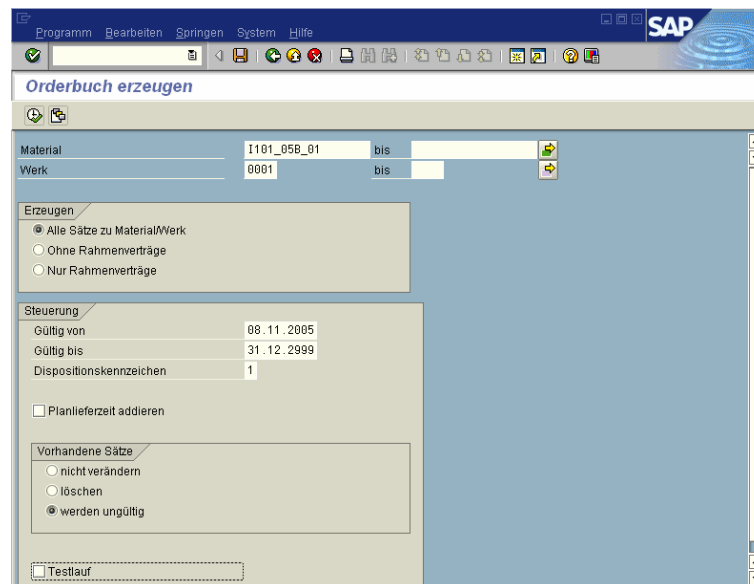 Programm Bearbeiten Springen System Hilfe
SAP
Orderbuch erzeugen
Material I101_05B_01 bis
Werk 0001 bis
Erzeugen
Alle Sätze zu Material/Werk
Ohne Rahmenverträge
Nur Rahmenverträge
Steuerung
Gültig von 08.11.2005
Gültig bis 31.12.2999
Dispositionskennzeichen 1
Planlieferzeit addieren
Vorhandene Sätze
nicht verändern
löschen
werden ungültig
Testlauf